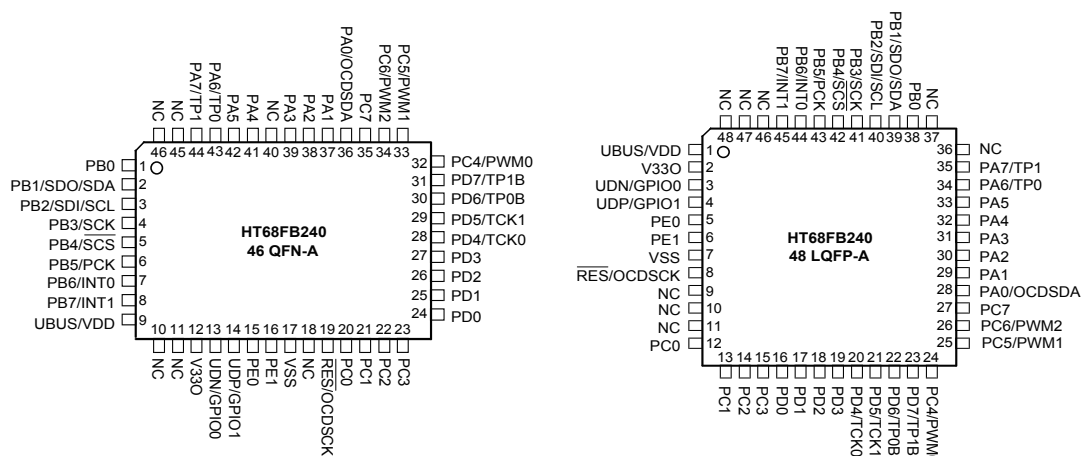 PA7/TP1
PA6/TP0
PA5
PA4
NC
PA3
PA2
PA1
PA0/OCDSDA
PC7
PC6/PWM2
PC5/PWM1
NC
NC
46 45 44 43 42 41 40 39 38 37 36 35 34 33
PB0 1
PB1/SDO/SDA 2
PB2/SDI/SCL 3
PB3/SCK 4
PB4/SCS 5
PB5/PCK 6
PB6/INT0 7
PB7/INT1 8
UBUS/VDD 9
HT68FB240
46 QFN-A
32 PC4/PWM0
31 PD7/TP1B
30 PD6/TP0B
29 PD5/TCK1
28 PD4/TCK0
27 PD3
26 PD2
25 PD1
24 PD0
10 11 12 13 14 15 16 17 18 19 20 21 22 23
NC
NC
V33O
UDN/GPIO0
UDP/GPIO1
PE0
PE1
VSS
NC
RES/OCDSCK
PC0
PC1
PC2
PC3
NC
NC
NC
PB7/INT1
PB6/INT0
PB5/PCK
PB4/SCS
PB3/SCK
PB2/SDI/SCL
PB1/SDO/SDA
PB0
NC
48 47 46 45 44 43 42 41 40 39 38 37
UBUS/VDD 1
V33O 2
UDN/GPIO0 3
UDP/GPIO1 4
PE0 5
PE1 6
VSS 7
RES/OCDSCK 8
NC 9
NC 10
NC 11
PC0 12
HT68FB240
48 LQFP-A
36 NC
35 PA7/TP1
34 PA6/TP0
33 PA5
32 PA4
31 PA3
30 PA2
29 PA1
28 PA0/OCDSDA
27 PC7
26 PC6/PWM2
25 PC5/PWM1
13 14 15 16 17 18 19 20 21 22 23 24
PC1
PC2
PC3
PD0
PD1
PD2
PD3
PD4/TCK0
PD5/TCK1
PD6/TP0B
PD7/TP1B
PC4/PWM